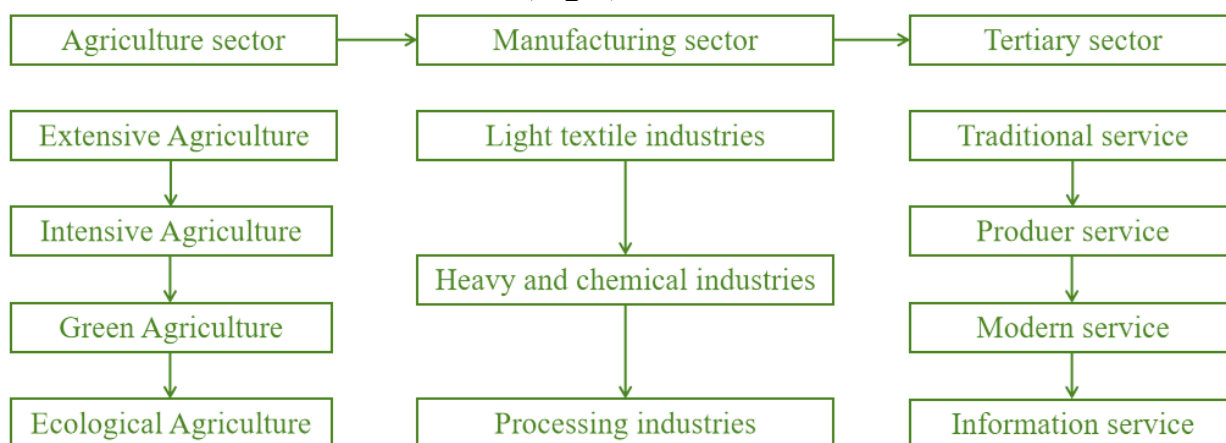 Agriculture sector
Manufacturing sector
Tertiary sector
Extensive Agriculture
Intensive Agriculture
Green Agriculture
Ecological Agriculture
Light textile industries
Heavy and chemical industries
Processing industries
Traditional service
Produer service
Modern service
Information service